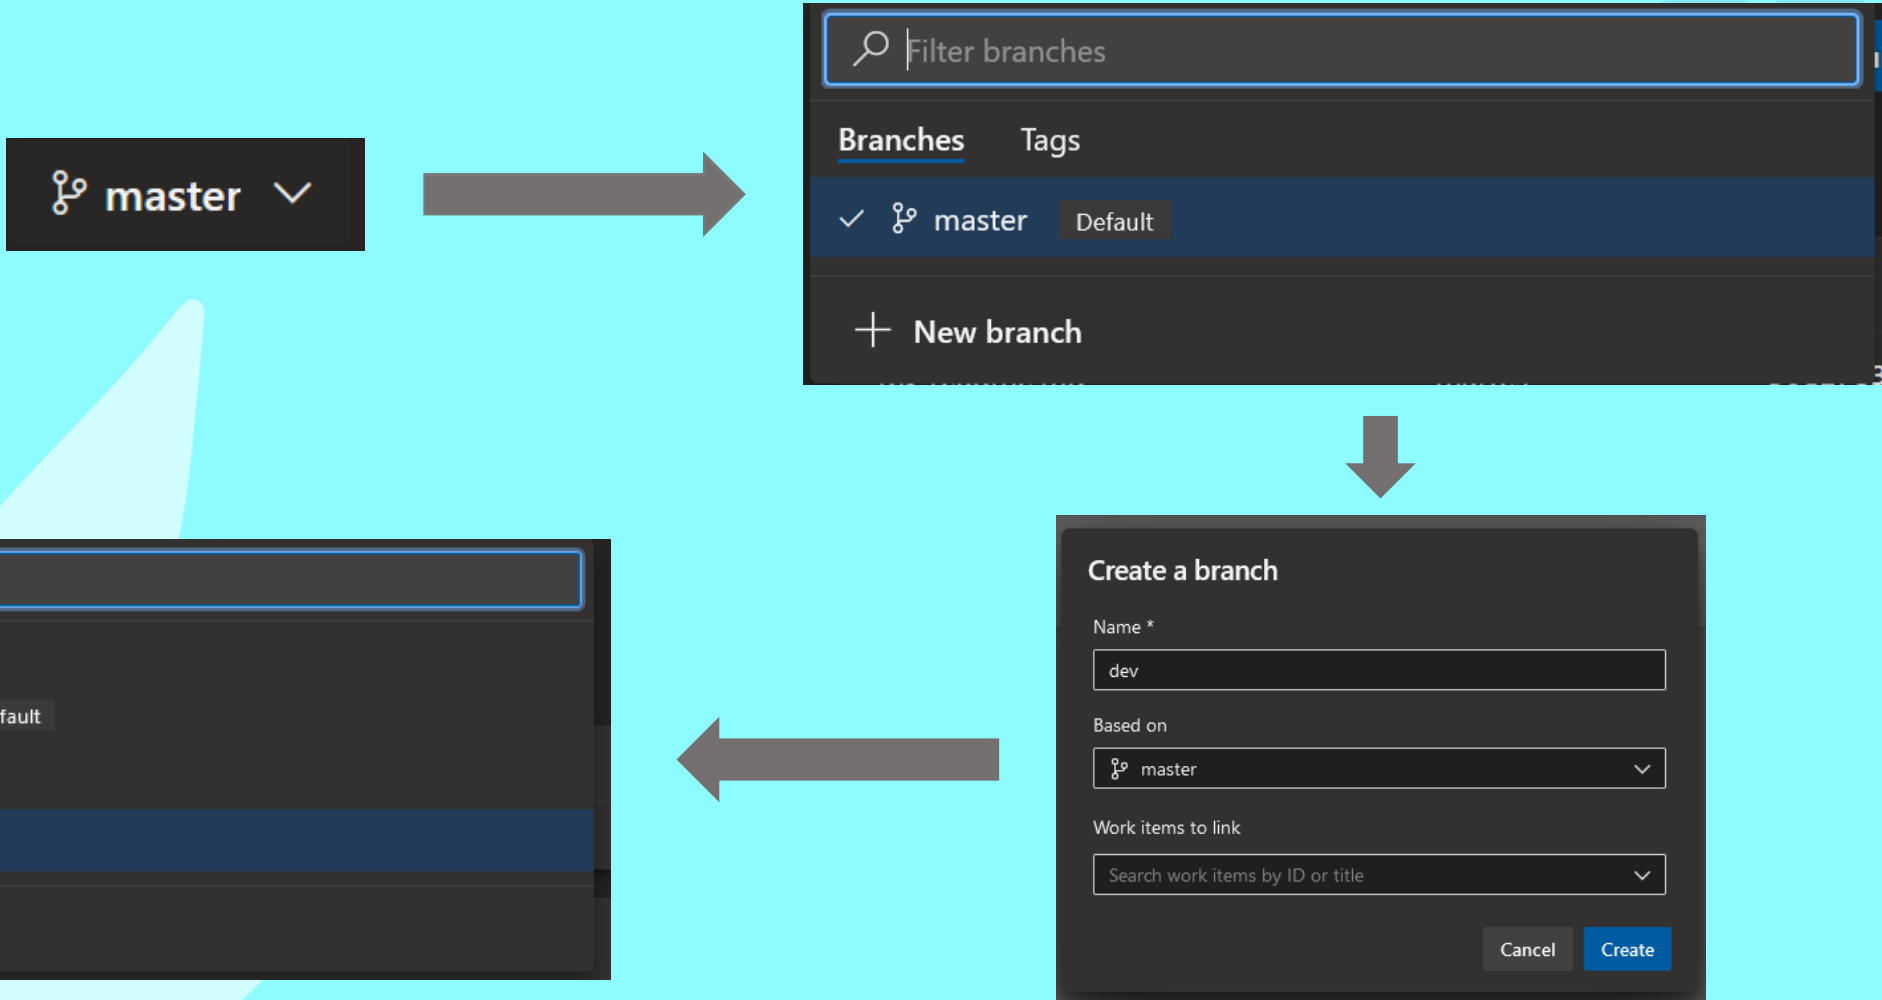 master
Filter branches
Branches Tags
master Default
New branch
Create a branch
Name *
dev
Based on
master
Work items to link
Search work items by ID or title
Cancel Create
fault